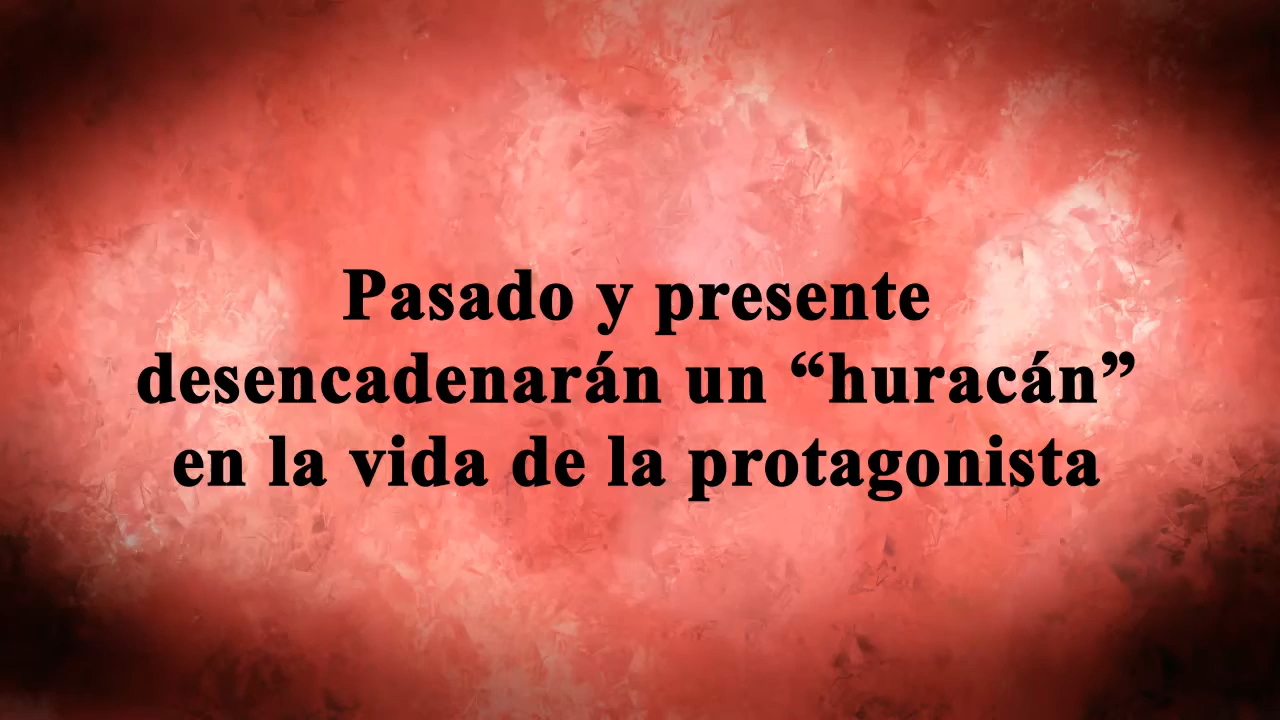 Pasado y presente
desencadenarán un “huracán”
en la vida de la protagonista